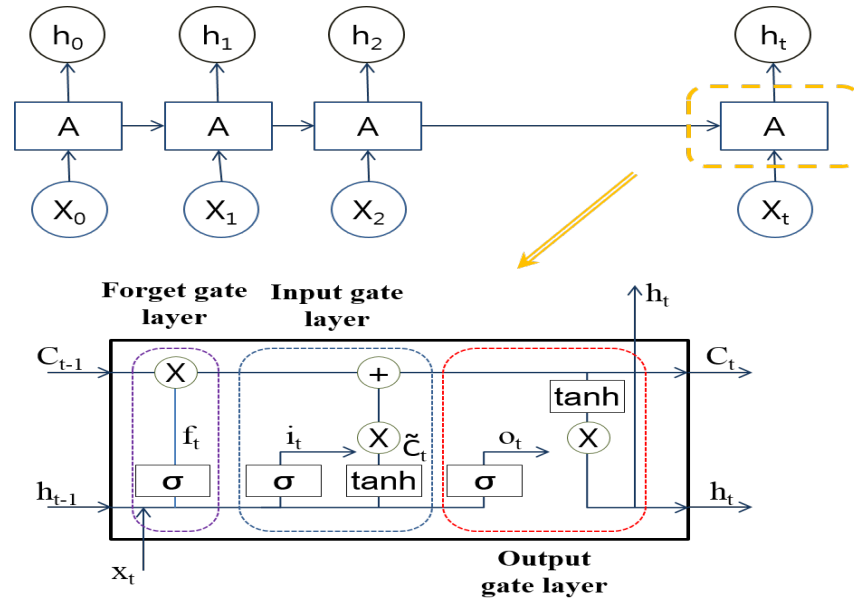 h₀ h₁ h₂ hₜ
A A A A
X₀ X₁ X₂ Xₜ
Forget gate
layer
Input gate
layer
hₜ
Cₜ₋₁ X + Cₜ
tanh
fₜ iₜ X C̃ₜ oₜ X
σ σ tanh σ
hₜ₋₁ hₜ
xₜ
Output
gate layer